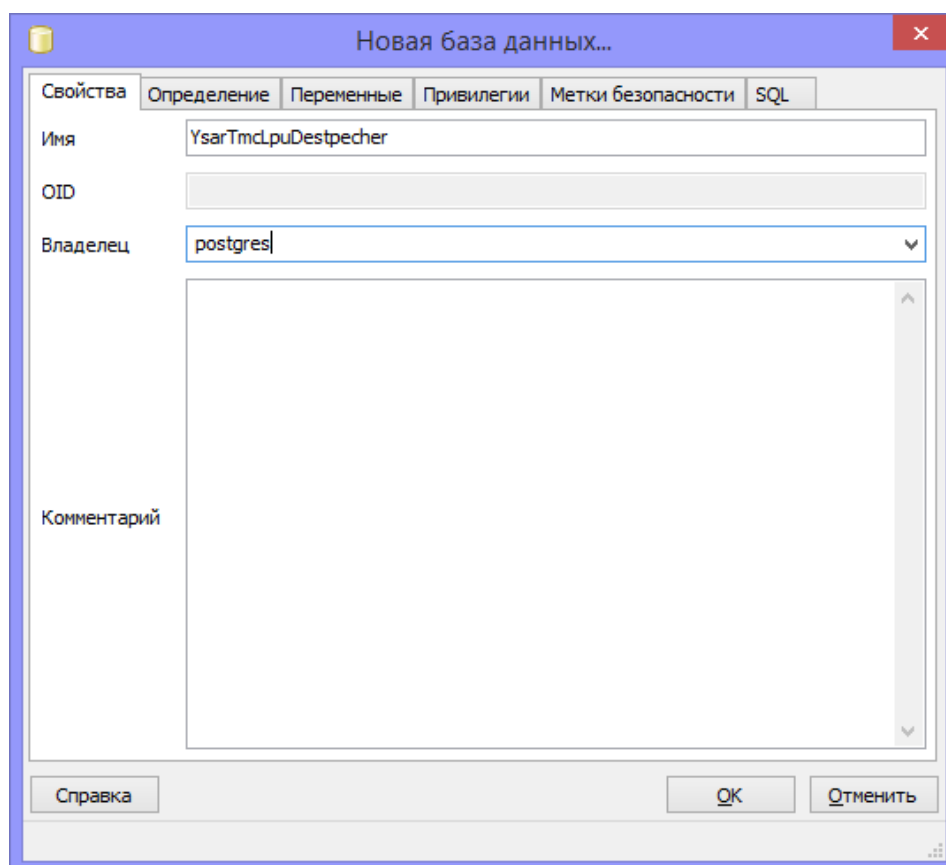 Новая база данных...
Свойства Определение Переменные Привилегии Метки безопасности SQL
Имя YsarTmcLpuDestpecher
OID
Владелец postgres
Комментарий
Справка OK Отменить